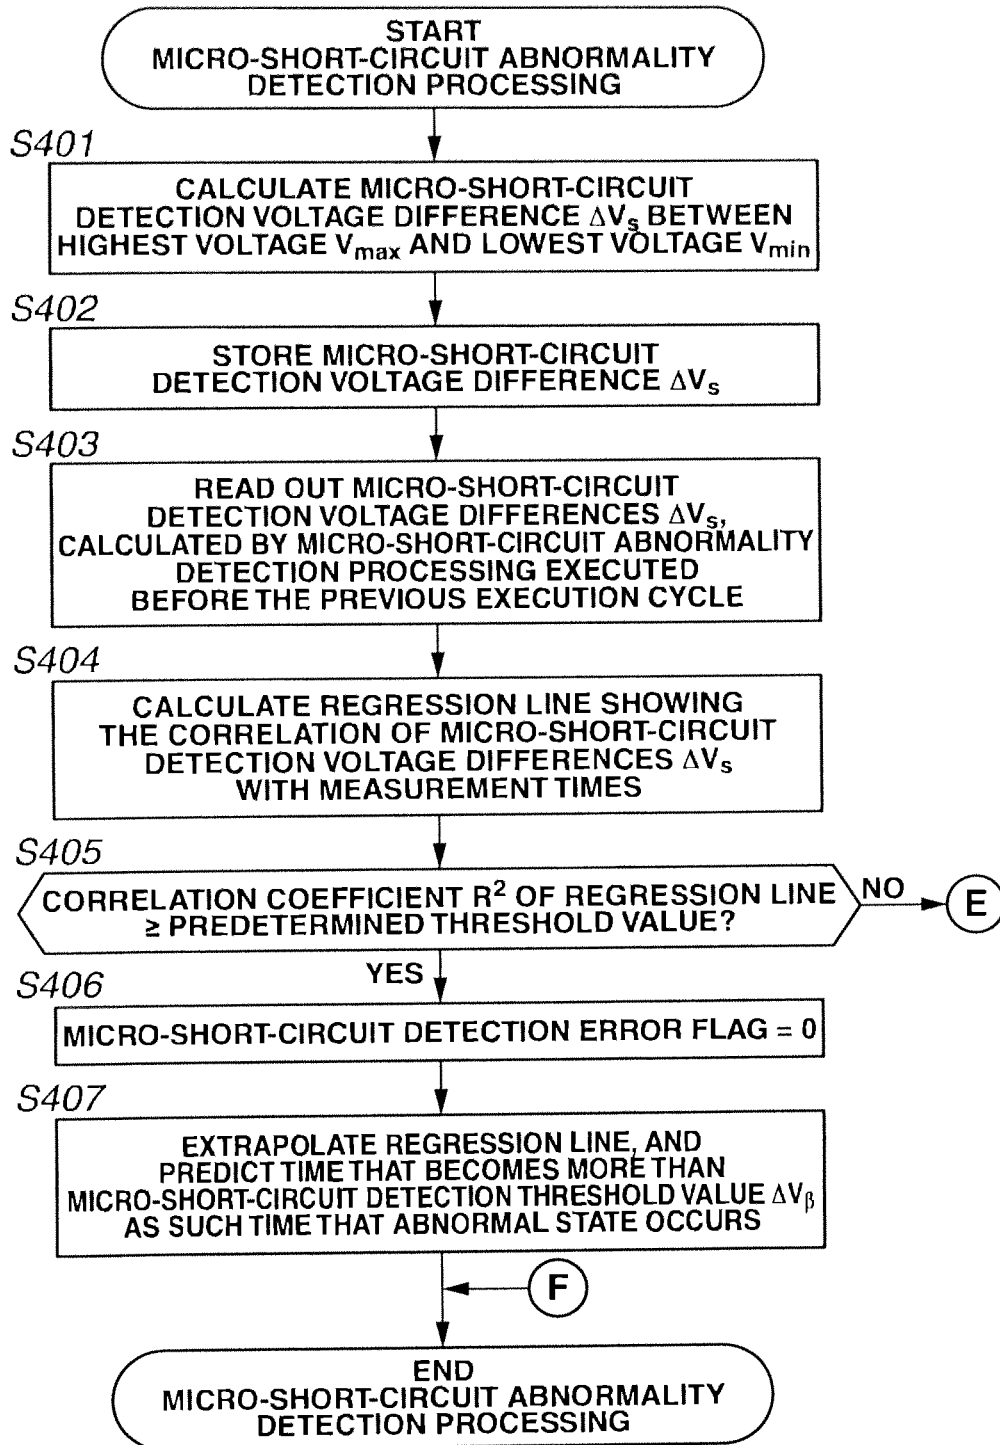 START
MICRO-SHORT-CIRCUIT ABNORMALITY
DETECTION PROCESSING
S401
CALCULATE MICRO-SHORT-CIRCUIT
DETECTION VOLTAGE DIFFERENCE ΔVs BETWEEN
HIGHEST VOLTAGE Vmax AND LOWEST VOLTAGE Vmin
S402
STORE MICRO-SHORT-CIRCUIT
DETECTION VOLTAGE DIFFERENCE ΔVs
S403
READ OUT MICRO-SHORT-CIRCUIT
DETECTION VOLTAGE DIFFERENCES ΔVs,
CALCULATED BY MICRO-SHORT-CIRCUIT ABNORMALITY
DETECTION PROCESSING EXECUTED
BEFORE THE PREVIOUS EXECUTION CYCLE
S404
CALCULATE REGRESSION LINE SHOWING
THE CORRELATION OF MICRO-SHORT-CIRCUIT
DETECTION VOLTAGE DIFFERENCES ΔVs
WITH MEASUREMENT TIMES
S405
CORRELATION COEFFICIENT R² OF REGRESSION LINE
≥ PREDETERMINED THRESHOLD VALUE?
NO
E
YES
S406
MICRO-SHORT-CIRCUIT DETECTION ERROR FLAG = 0
S407
EXTRAPOLATE REGRESSION LINE, AND
PREDICT TIME THAT BECOMES MORE THAN
MICRO-SHORT-CIRCUIT DETECTION THRESHOLD VALUE ΔVβ
AS SUCH TIME THAT ABNORMAL STATE OCCURS
F
END
MICRO-SHORT-CIRCUIT ABNORMALITY
DETECTION PROCESSING